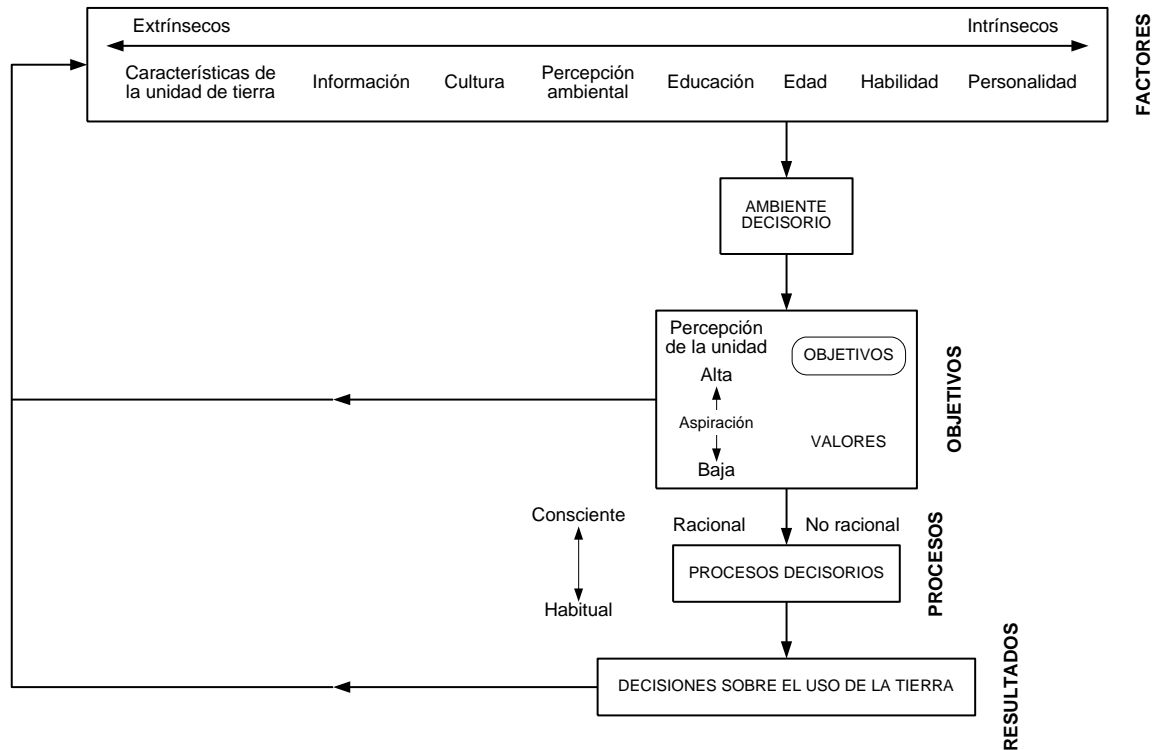 Extrínsecos
Intrínsecos
Características de
la unidad de tierra
Información
Cultura
Percepción
ambiental
Educación
Edad
Habilidad
Personalidad
FACTORES
AMBIENTE
DECISORIO
Percepción
de la unidad
Alta
Aspiración
Baja
OBJETIVOS
VALORES
OBJETIVOS
Consciente
Habitual
Racional
No racional
PROCESOS DECISORIOS
PROCESOS
DECISIONES SOBRE EL USO DE LA TIERRA
RESULTADOS